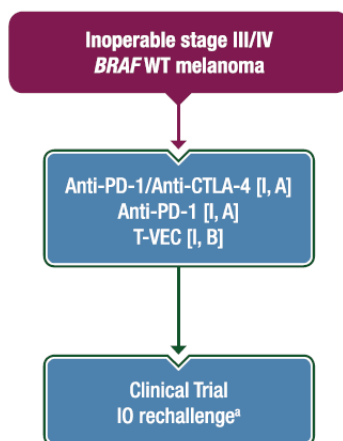 Inoperable stage III/IV
BRAF WT melanoma
Anti-PD-1/Anti-CTLA-4 [I, A]
Anti-PD-1 [I, A]
T-VEC [I, B]
Clinical Trial
IO rechallengeᵃ